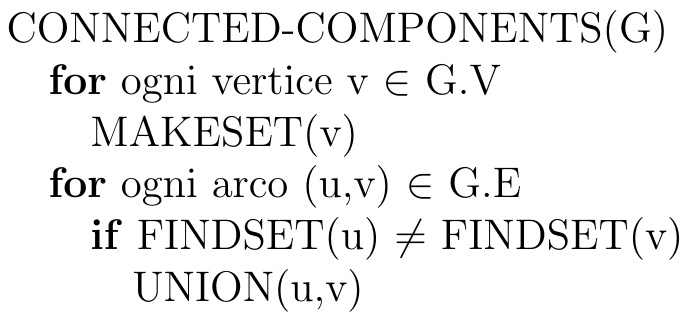 CONNECTED-COMPONENTS(G)
for ogni vertice v ∈ G.V
MAKESET(v)
for ogni arco (u,v) ∈ G.E
if FINDSET(u) ≠ FINDSET(v)
UNION(u,v)